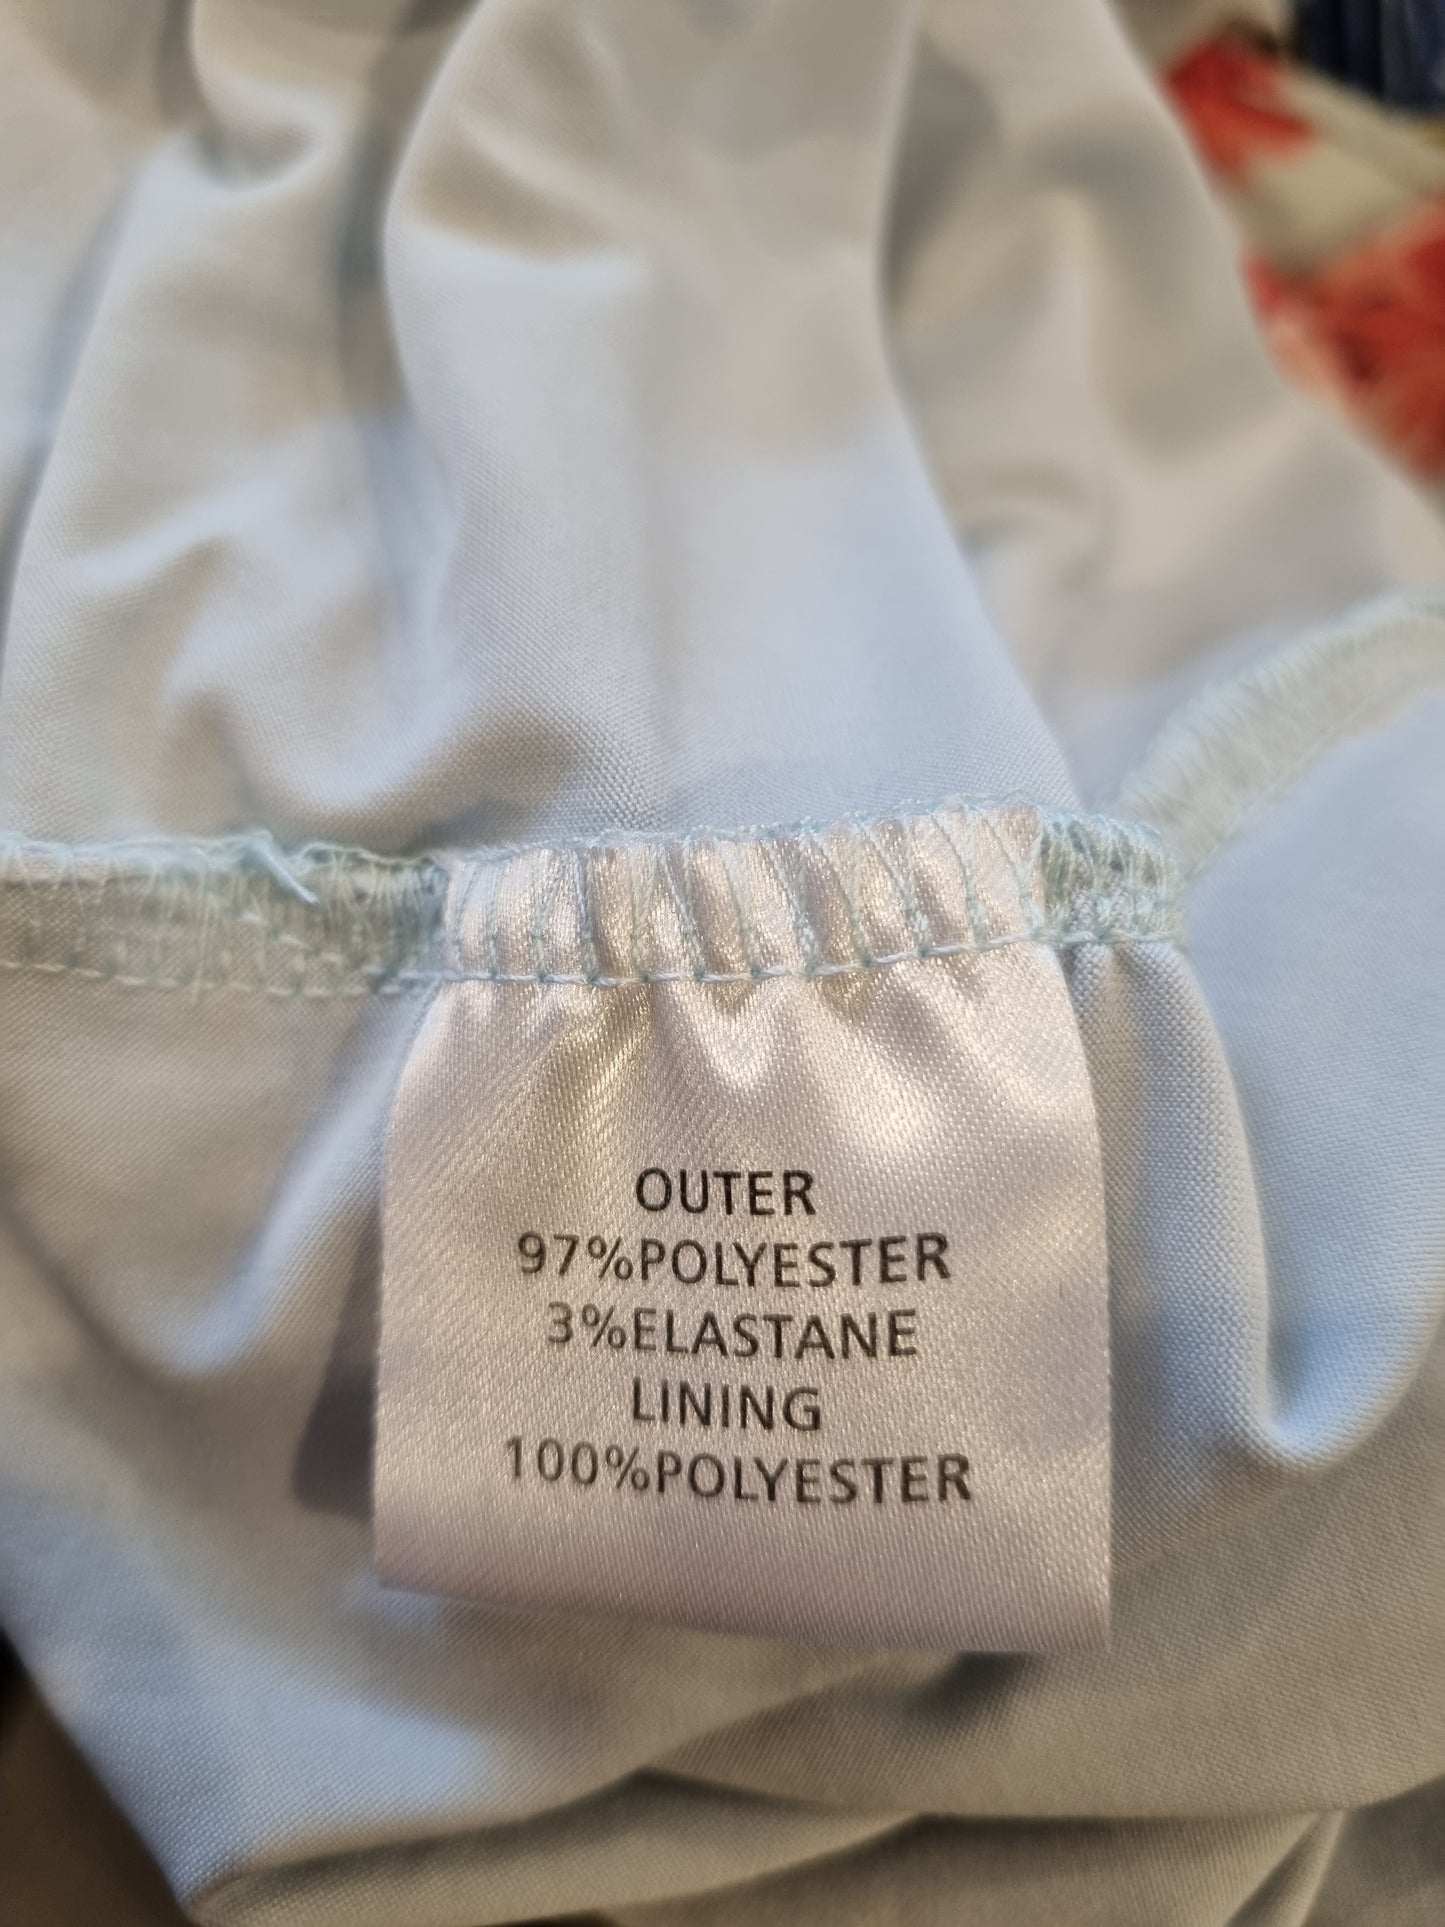 OUTER
97%POLYESTER
3%ELASTANE
LINING
100%POLYESTER